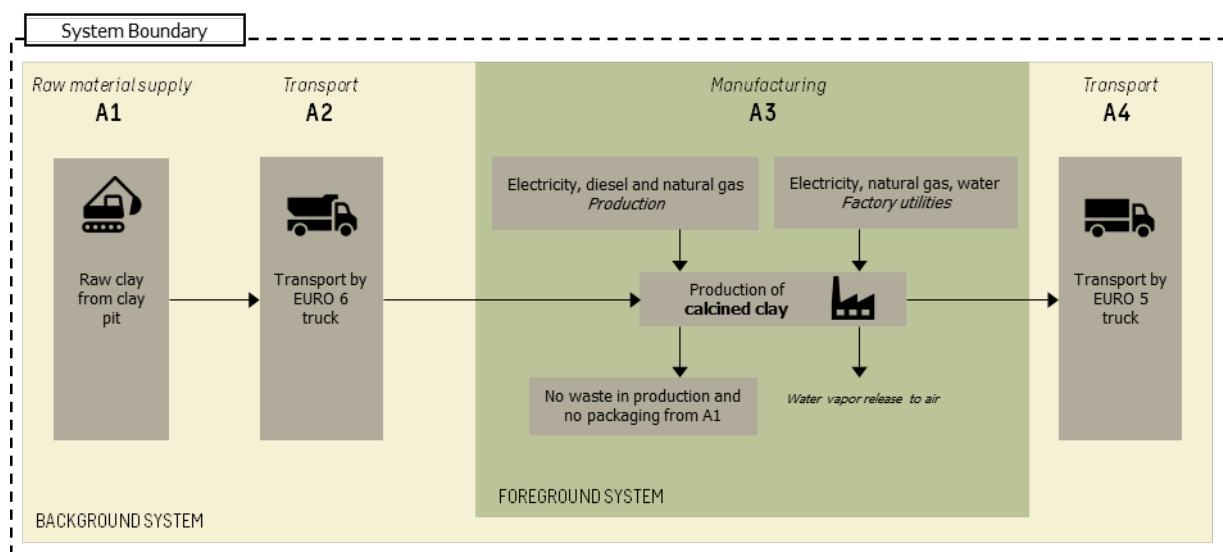 System Boundary
Raw material supply
A1
Transport
A2
Manufacturing
A3
Transport
A4
Raw clay
from clay
pit
Transport by
EURO 6
truck
Electricity, diesel and natural gas
Production
Electricity, natural gas, water
Factory utilities
Production of
calcined clay
No waste in production and
no packaging from A1
Water vapor release to air
Transport by
EURO 5
truck
FOREGROUND SYSTEM
BACKGROUND SYSTEM